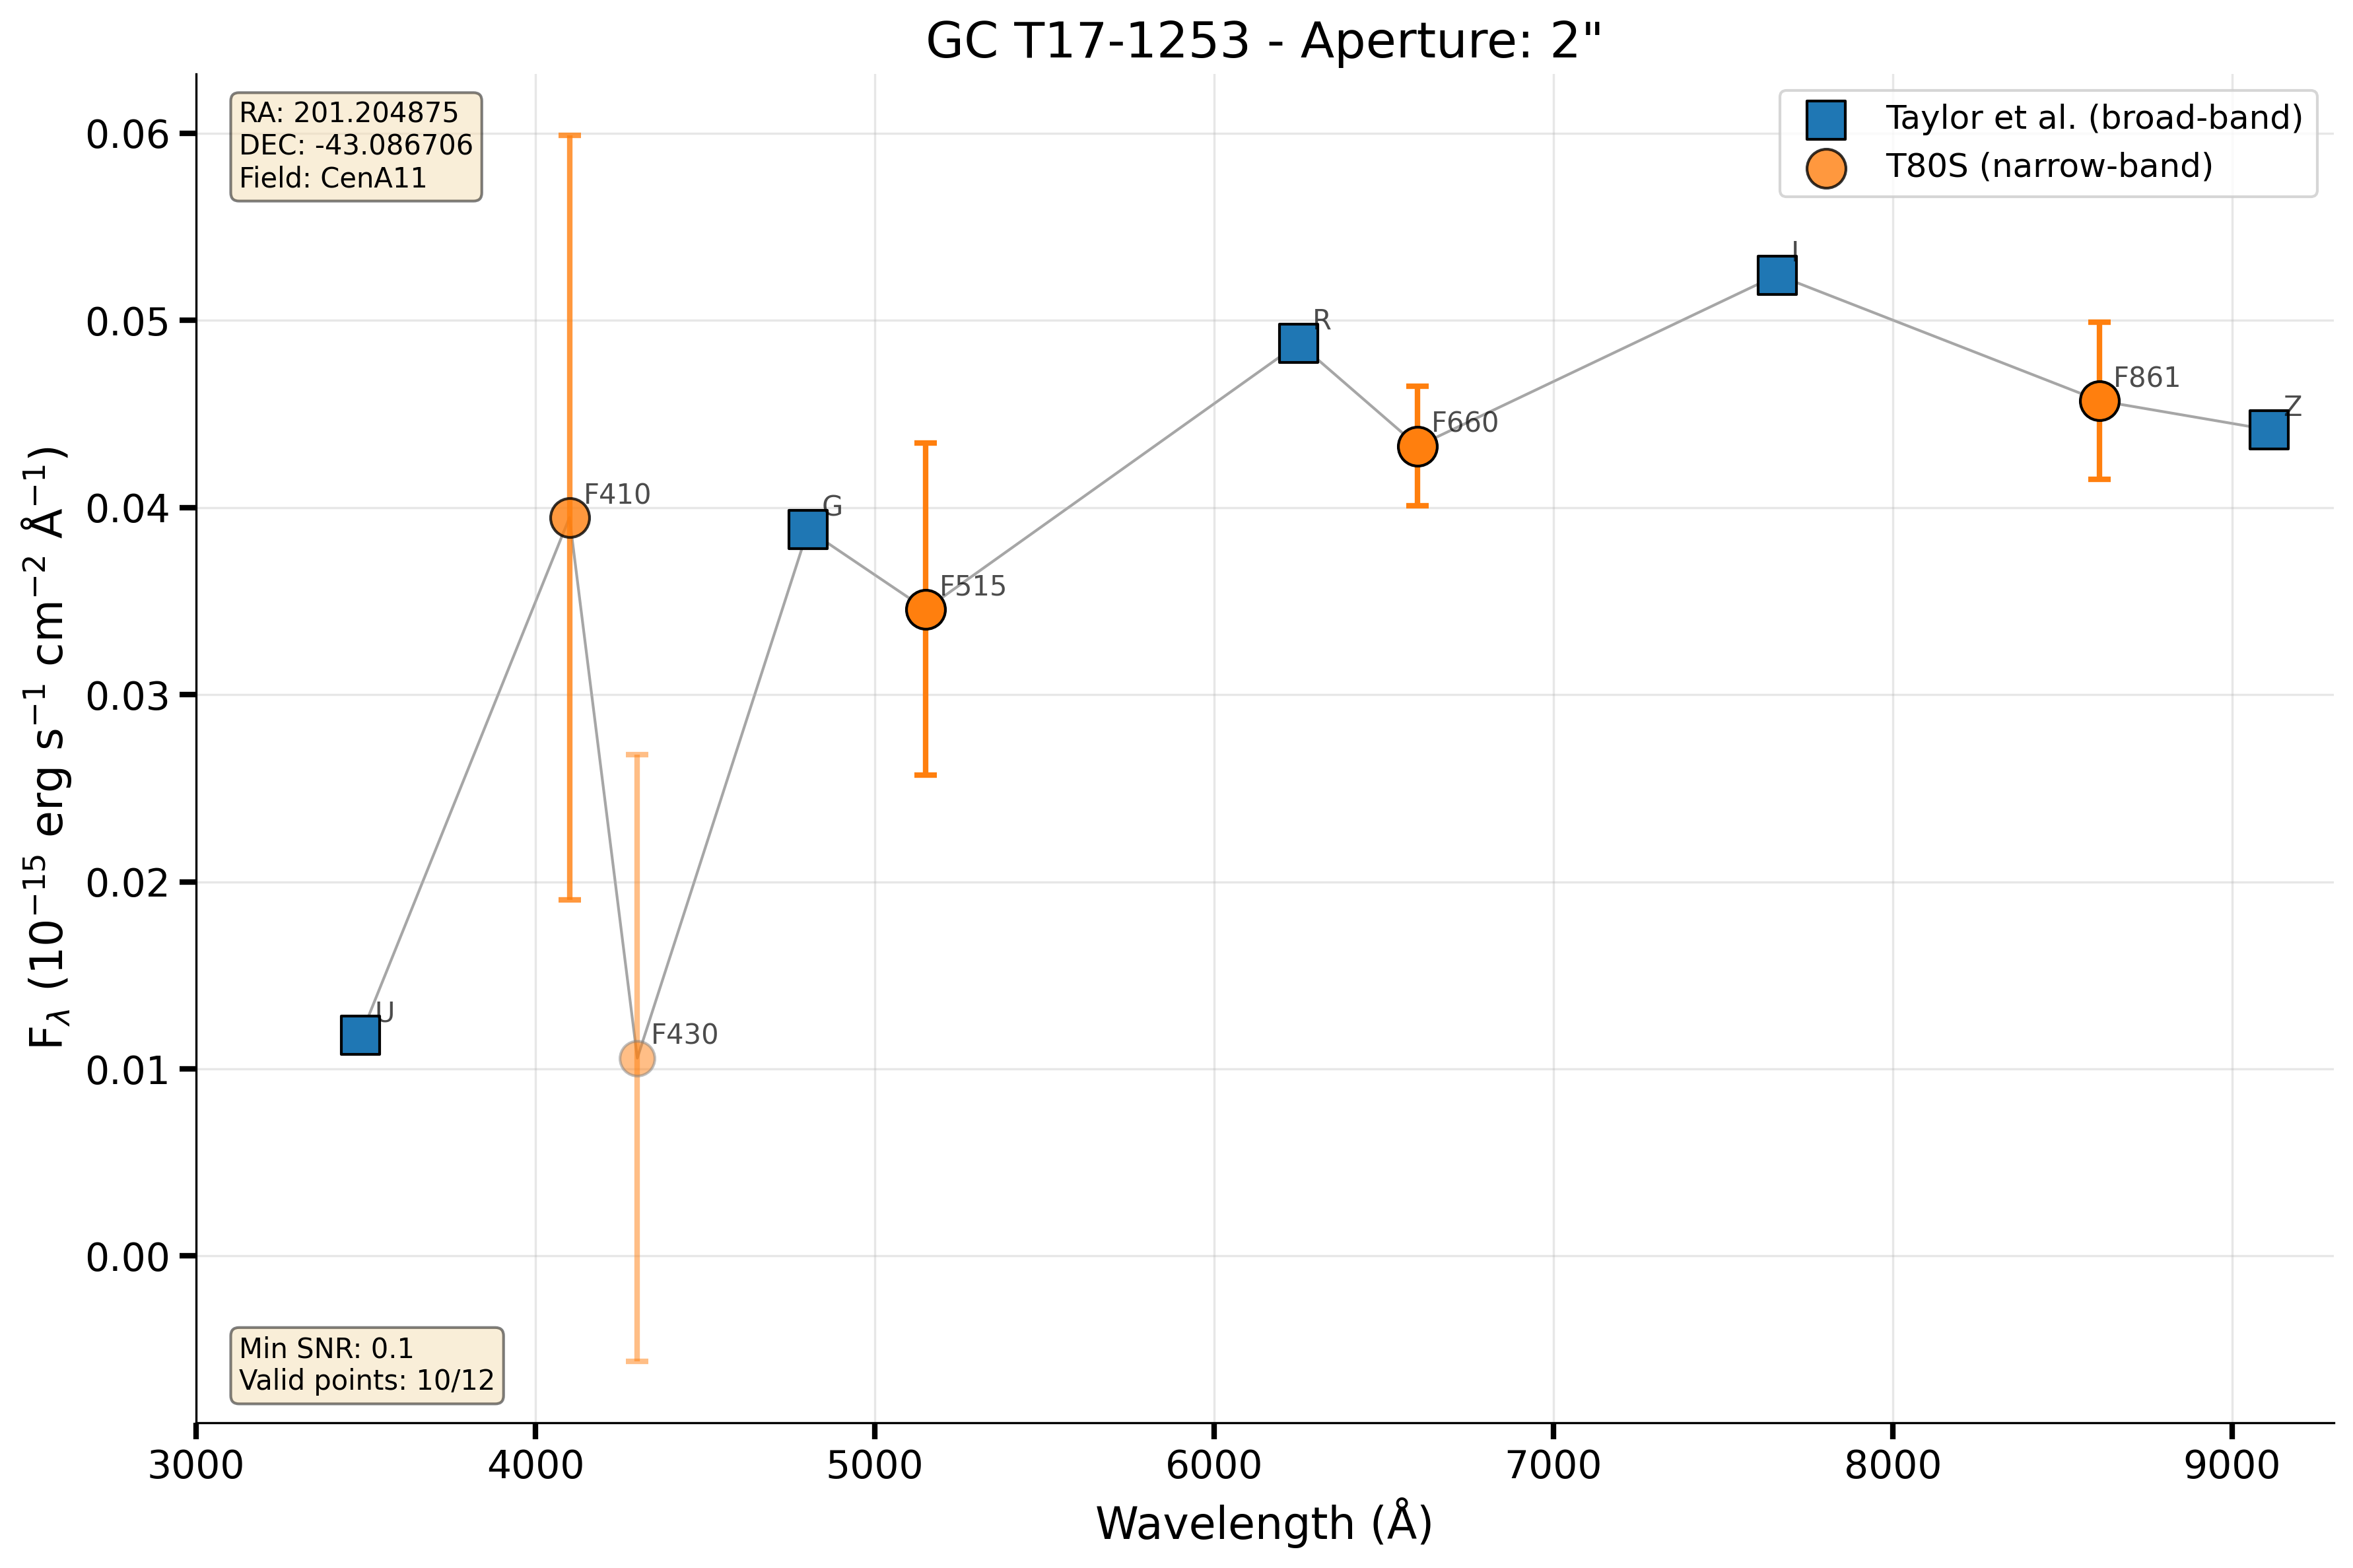 GC T17-1253 - Aperture: 2"
RA: 201.204875
DEC: -43.086706
Field: CenA11
Taylor et al. (broad-band)
T80S (narrow-band)
F_λ (10⁻¹⁵ erg s⁻¹ cm⁻² Å⁻¹)
0.06
0.05
0.04
0.03
0.02
0.01
0.00
U
F410
F430
G
F515
R
F660
I
F861
Z
Min SNR: 0.1
Valid points: 10/12
3000 4000 5000 6000 7000 8000 9000
Wavelength (Å)